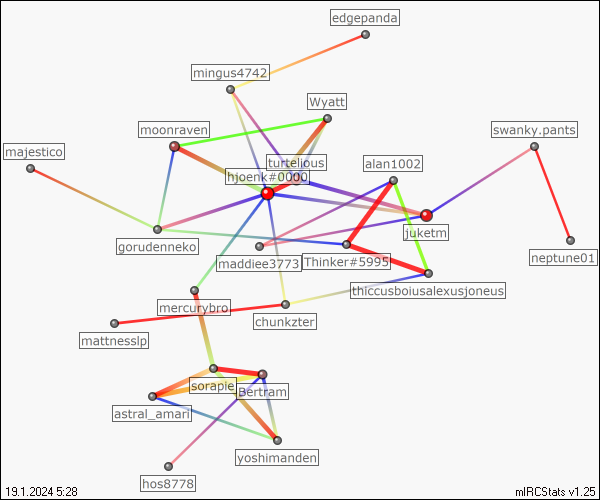 edgepanda
mingus4742
Wyatt
moonraven
swanky.pants
majestico
turtelious
alan1002
hjoenk#0000
juketm
gorudenneko
maddiee3773
Thinker#5995
neptune01
thiccusboiusalexusjoneus
mercurybro
chunkzter
mattnesslp
sorapie
Bertram
astral_amari
yoshimanden
hos8778
19.1.2024 5:28
mIRCStats v1.25